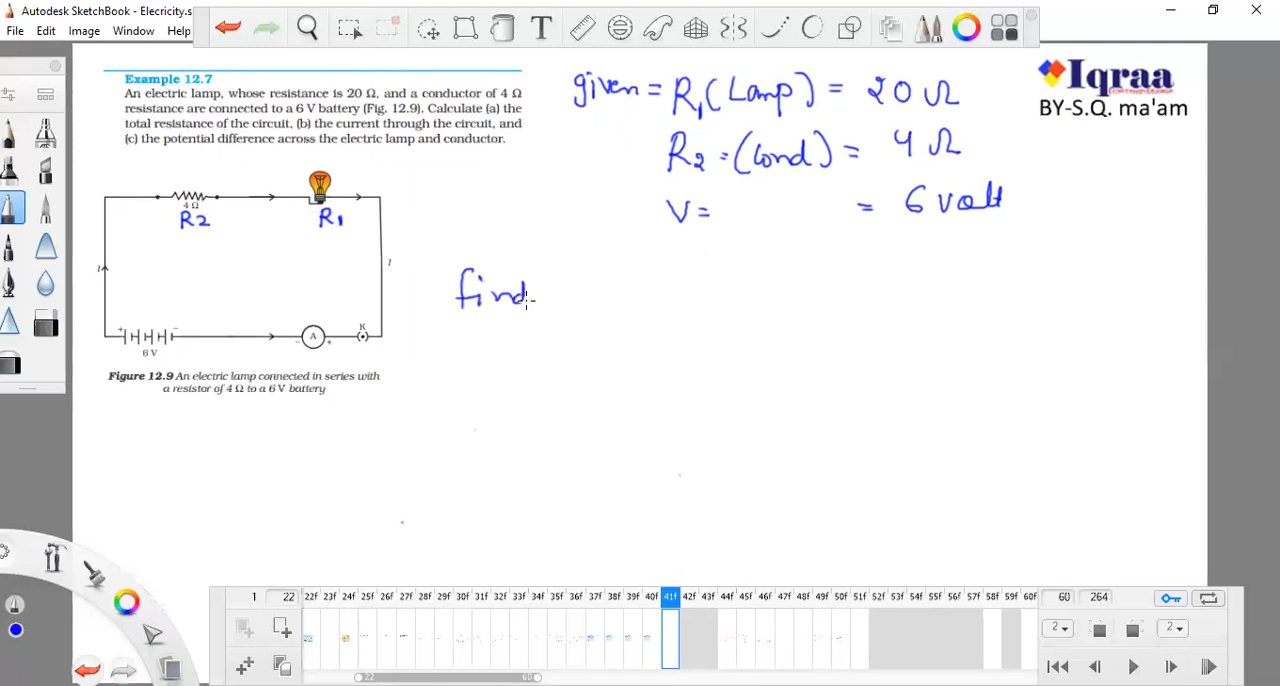 Autodesk SketchBook - Elecricity.s
File Edit Image Window Help
Example 12.7
An electric lamp, whose resistance is 20 Ω, and a conductor of 4 Ω
resistance are connected to a 6 V battery (Fig. 12.9). Calculate (a) the
total resistance of the circuit, (b) the current through the circuit, and
(c) the potential difference across the electric lamp and conductor.
4 Ω
R2 R1
I I
+ −
6 V
− A +
K
Figure 12.9 An electric lamp connected in series with
a resistor of 4 Ω to a 6 V battery
given = R1 (Lamp) = 20 Ω
R2 = (Cond) = 4 Ω
V = = 6 volt
find
Iqraa
BY-S.Q. ma'am
1 22 22f 23f 24f 25f 26f 27f 28f 29f 30f 31f 32f 33f 34f 35f 36f 37f 38f 39f 40f 41f 42f 43f 44f 45f 46f 47f 48f 49f 50f 51f 52f 53f 54f 55f 56f 57f 58f 59f 60f 60 264
2 2
22 60